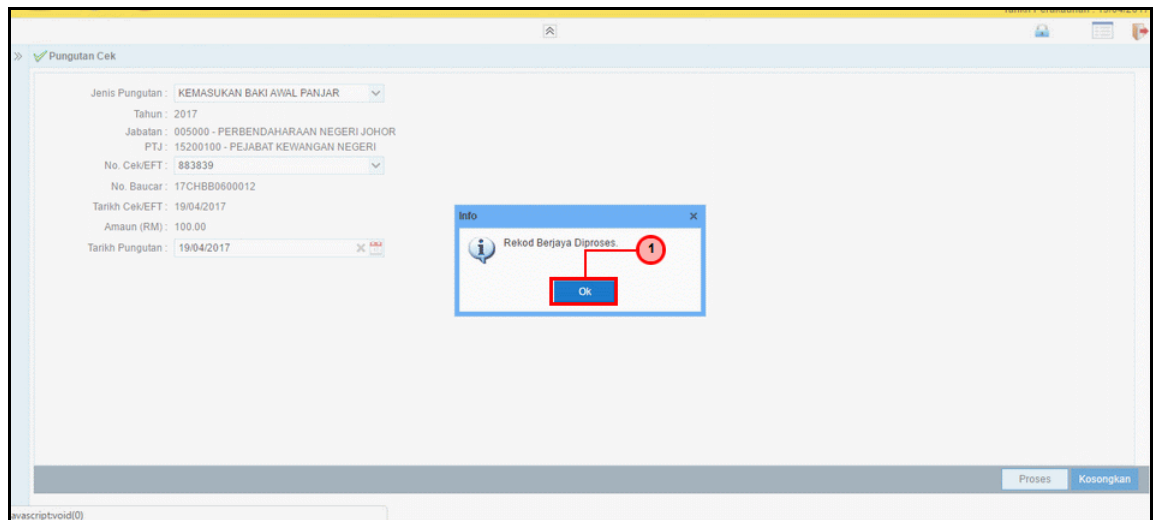 Pungutan Cek
Jenis Pungutan : KEMASUKAN BAKI AWAL PANJAR
Tahun : 2017
Jabatan : 005000 - PERBENDAHARAAN NEGERI JOHOR
PTJ : 15200100 - PEJABAT KEWANGAN NEGERI
No. Cek/EFT : 883839
No. Baucar : 17CHBB0600012
Tarikh Cek/EFT : 19/04/2017
Amaun (RM) : 100.00
Tarikh Pungutan : 19/04/2017
Info
Rekod Berjaya Diproses.
1
Ok
Proses Kosongkan
avascript:void(0)